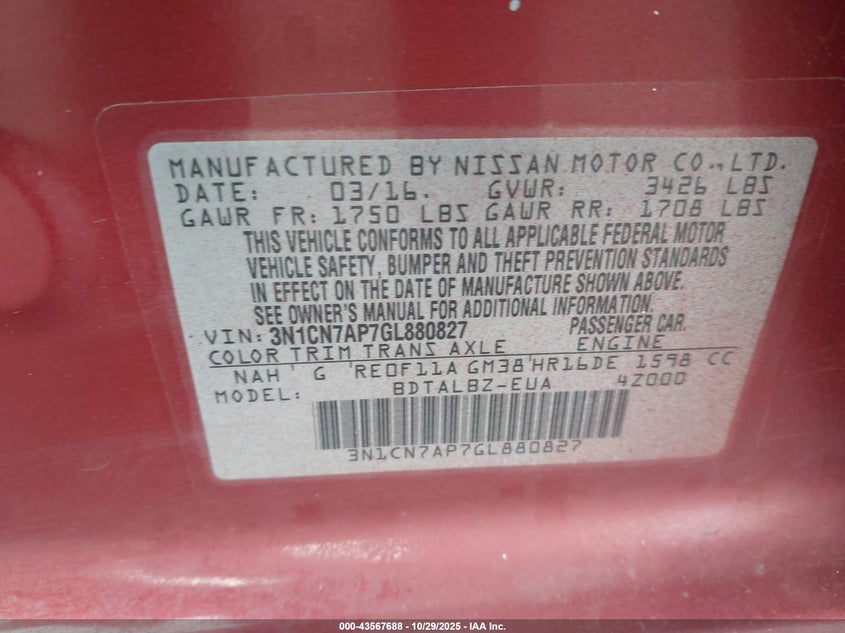 MANUFACTURED BY NISSAN MOTOR CO., LTD.
DATE: 03/16. GVWR: 3426 LBS
GAWR FR: 1750 LBS GAWR RR: 1708 LBS
THIS VEHICLE CONFORMS TO ALL APPLICABLE FEDERAL MOTOR
VEHICLE SAFETY, BUMPER AND THEFT PREVENTION STANDARDS
IN EFFECT ON THE DATE OF MANUFACTURE SHOWN ABOVE.
SEE OWNER'S MANUAL FOR ADDITIONAL INFORMATION.
VIN: 3N1CN7AP7GL880827 PASSENGER CAR.
COLOR TRIM TRANS AXLE ENGINE
NAH G RE0F11A GM38 HR16DE 1598 CC
MODEL: BDTALBZ-EUA 4Z000
3N1CN7AP7GL880827
000-43567688 - 10/29/2025 - IAA Inc.